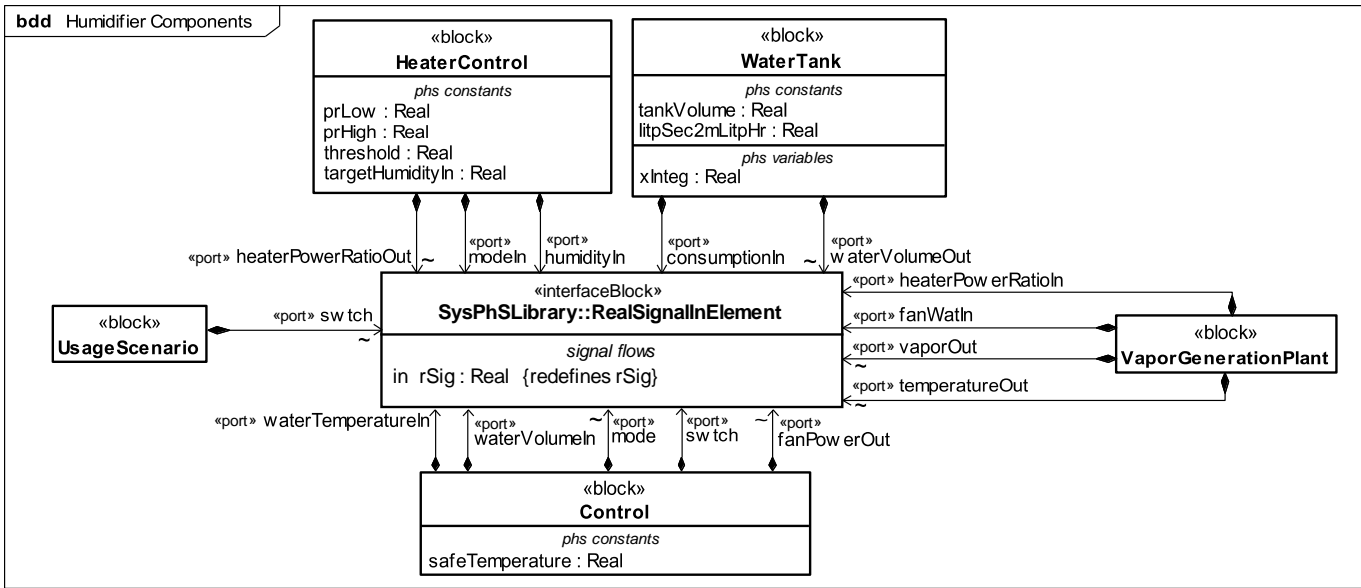 bdd Humidifier Components
«block»
HeaterControl
phs constants
prLow : Real
prHigh : Real
threshold : Real
targetHumidityIn : Real
«block»
WaterTank
phs constants
tankVolume : Real
litpSec2mLitpHr : Real
phs variables
xInteg : Real
«port» heaterPowerRatioOut ~
«port»
modeIn
«port»
humidityIn
«port»
consumptionIn
~ «port»
waterVolumeOut
«block»
UsageScenario
«port» swtch
~
«interfaceBlock»
SysPhSLibrary::RealSignalInElement
signal flows
in rSig : Real {redefines rSig}
«port» heaterPowerRatioIn
«port» fanWatIn
«port» vaporOut
~
«port» temperatureOut
~
«block»
VaporGenerationPlant
«port» waterTemperatureIn
«port»
waterVolumeIn
~ «port»
mode
«port»
swtch
~ «port»
fanPowerOut
«block»
Control
phs constants
safeTemperature : Real